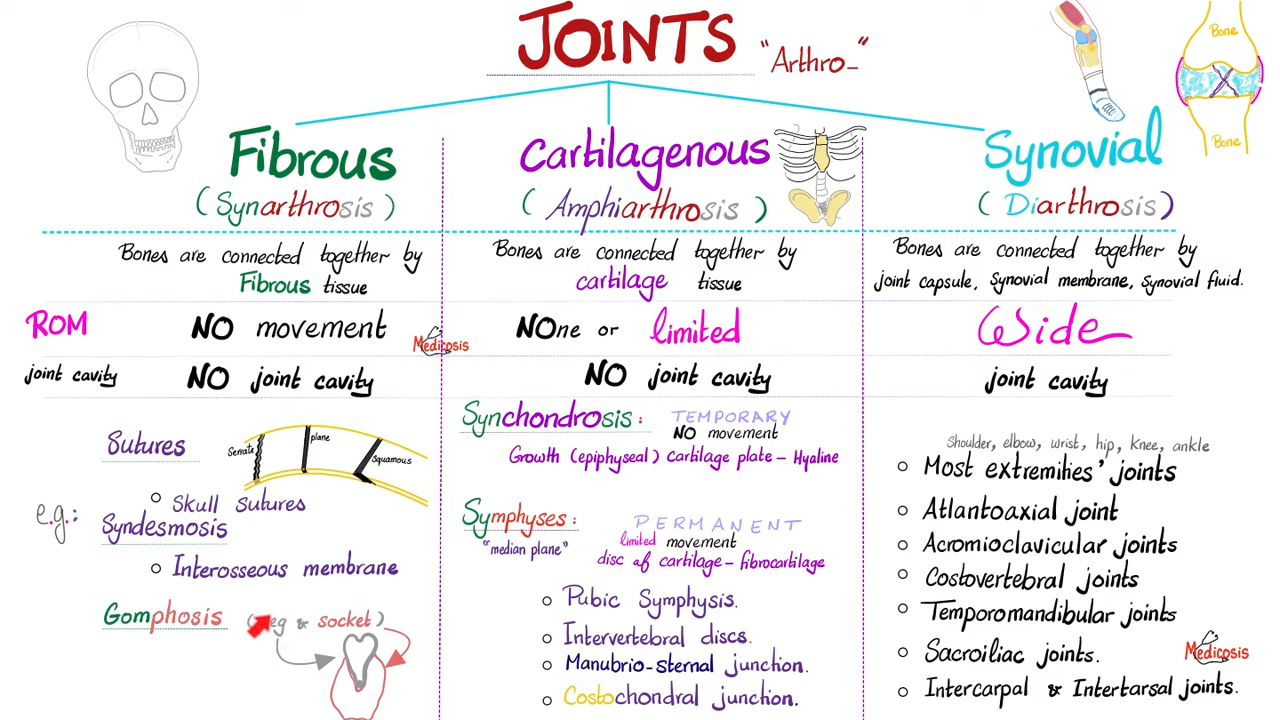 JOINTS "Arthro_"
Bone
Bone
Fibrous
(Synarthrosis)
Cartilagenous
(Amphiarthrosis)
Synovial
(Diarthrosis)
Bones are connected together by
Fibrous tissue
Bones are connected together by
cartilage tissue
Bones are connected together by
joint capsule, Synovial membrane, Synovial fluid.
ROM
NO movement
Medicosis
NOne or limited
Wide
joint cavity
NO joint cavity
NO joint cavity
joint cavity
e.g.:
Sutures
Serrate
plane
Squamous
Skull Sutures
Syndesmosis
Interosseous membrane
Gomphosis
& socket)
Synchondrosis: TEMPORARY
NO movement
Growth (epiphyseal) cartilage plate - Hyaline
Symphyses: PERMANENT
"median plane" limited movement
disc of cartilage - fibrocartilage
Pubic Symphysis.
Intervertebral discs.
Manubrio-sternal junction.
Costochondral junction.
Shoulder, elbow, wrist, hip, knee, ankle
Most extremities' joints
Atlantoaxial joint
Acromioclavicular joints
Costovertebral joints
Temporomandibular joints
Sacroiliac joints.
Medicosis
Intercarpal & Intertarsal joints.